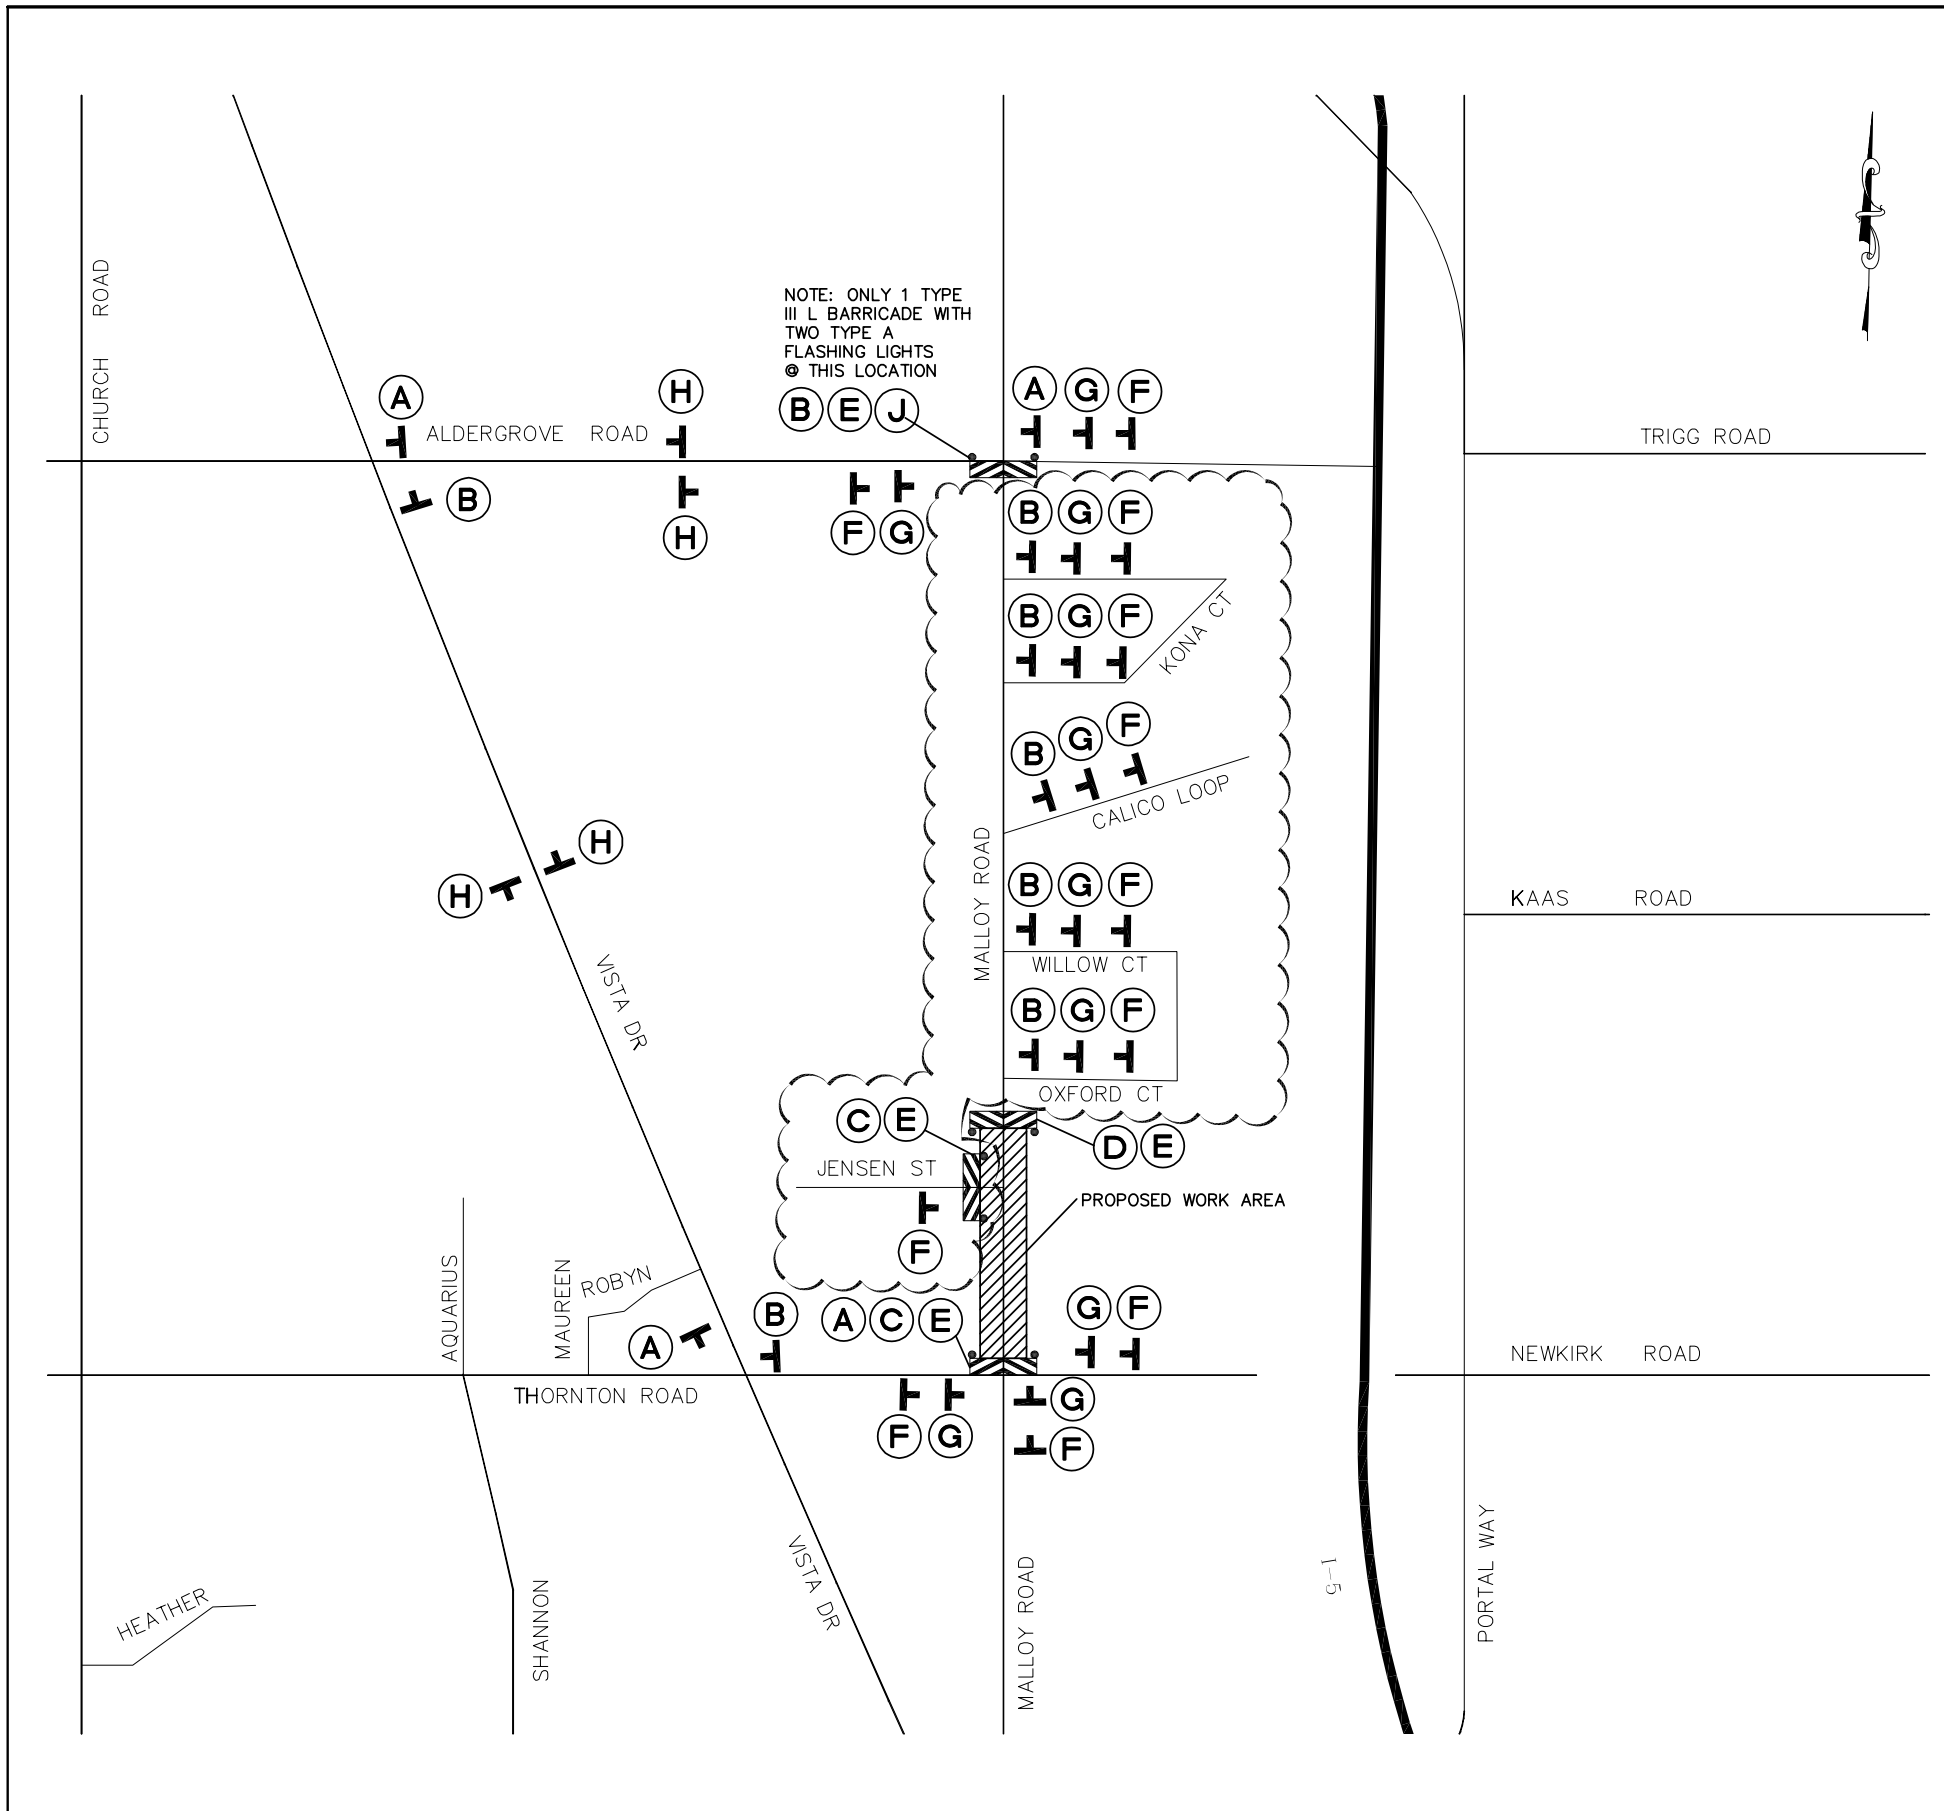 NOTE: ONLY 1 TYPE
III L BARRICADE WITH
TWO TYPE A
FLASHING LIGHTS
@ THIS LOCATION
CHURCH ROAD
A
H
B E J
A G F
ALDERGROVE ROAD
TRIGG ROAD
B
H
F G
B G F
B G F
KONA CT
B G F
CALICO LOOP
MALLOY ROAD
H
H
B G F
KAAS ROAD
WILLOW CT
VISTA DR
B G F
OXFORD CT
C E
D E
JENSEN ST
PROPOSED WORK AREA
F
AQUARIUS
MAUREEN
ROBYN
A
B
A C E
G F
NEWKIRK ROAD
THORNTON ROAD
F G
G
F
VISTA DR
MALLOY ROAD
I-5
PORTAL WAY
HEATHER
SHANNON